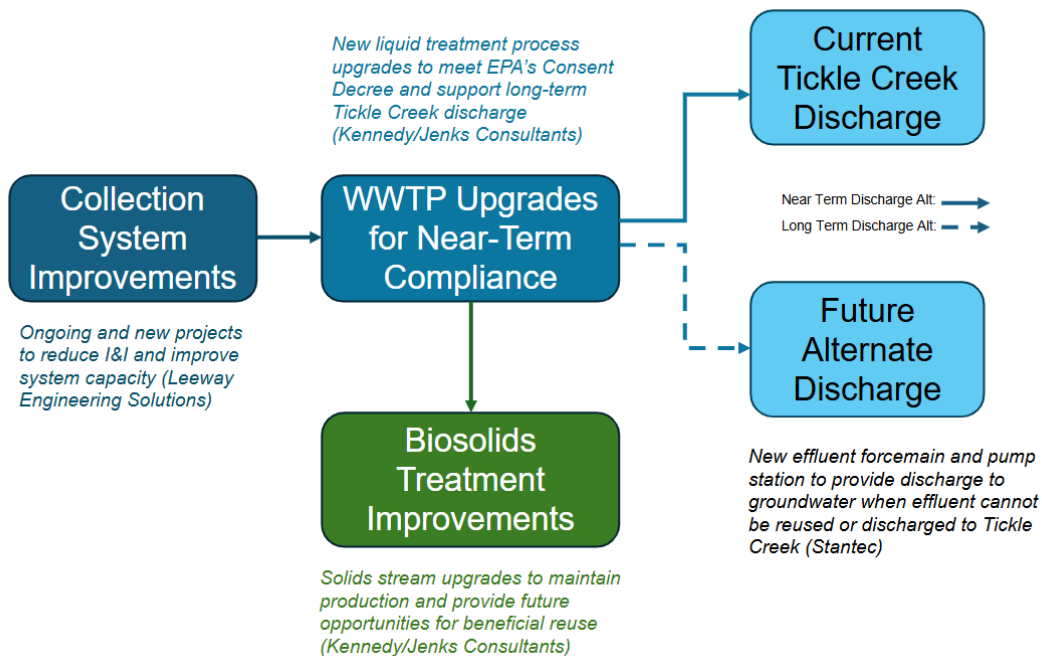 New liquid treatment process
upgrades to meet EPA's Consent
Decree and support long-term
Tickle Creek discharge
(Kennedy/Jenks Consultants)
Current
Tickle Creek
Discharge
Collection
System
Improvements
WWTP Upgrades
for Near-Term
Compliance
Near Term Discharge Alt:
Long Term Discharge Alt:
Ongoing and new projects
to reduce I&I and improve
system capacity (Leeway
Engineering Solutions)
Future
Alternate
Discharge
Biosolids
Treatment
Improvements
New effluent forcemain and pump
station to provide discharge to
groundwater when effluent cannot
be reused or discharged to Tickle
Creek (Stantec)
Solids stream upgrades to maintain
production and provide future
opportunities for beneficial reuse
(Kennedy/Jenks Consultants)